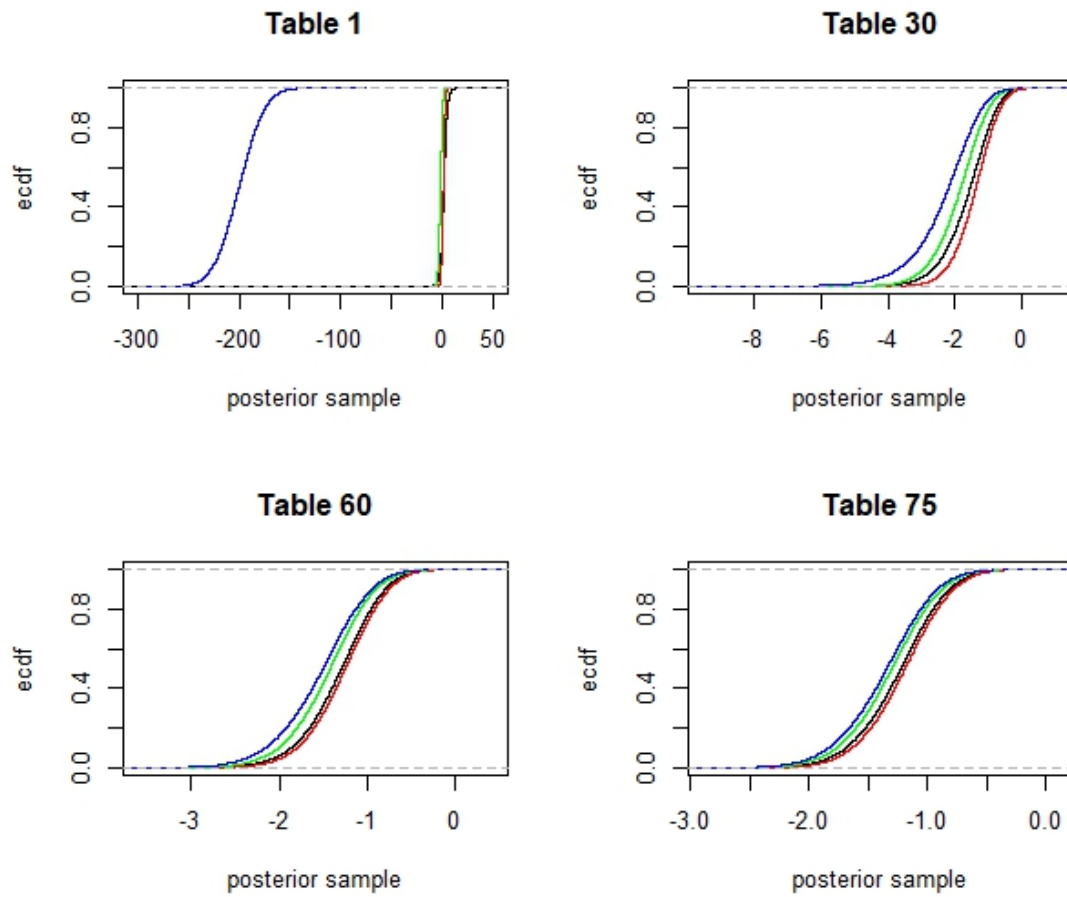 Table 1
ecdf
0.0 0.4 0.8
-300 -200 -100 0 50
posterior sample
Table 30
ecdf
0.0 0.4 0.8
-8 -6 -4 -2 0
posterior sample
Table 60
ecdf
0.0 0.4 0.8
-3 -2 -1 0
posterior sample
Table 75
ecdf
0.0 0.4 0.8
-3.0 -2.0 -1.0 0.0
posterior sample